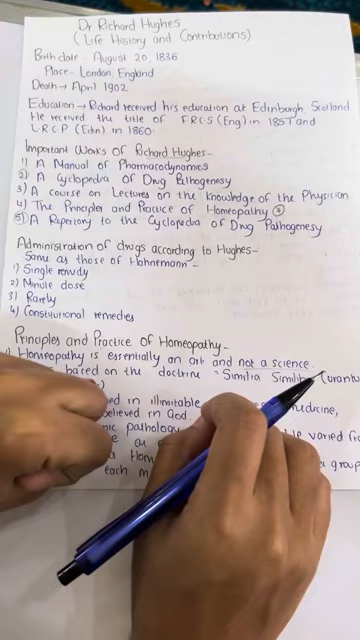 Dr Richard Hughes
(Life History and Contributions)
Birth date - August 20, 1836
Place - London, England
Death → April 1902
Education → Richard received his education at Edinburgh, Scotland
He received the title of F.R.C.S (Eng) in 1857 and
L.R.C.P (Edn) in 1860.
Important Works of Richard Hughes -
1) A Manual of Pharmacodynamics
2) A Cyclopedia of Drug Pathogenesy
3) A course on Lectures on the Knowledge of the Physician
4) The Principles and Practice of Homeopathy
5) A Repertory to the Cyclopedia of Drug Pathogenesy
Administration of drugs according to Hughes -
Same as those of Hahnemann -
1) Single remedy
2) Minute dose
3) Rarely
4) Constitutional remedies
Principles and Practice of Homeopathy -
Homeopathy is essentially an art and not a science.
based on the doctrine "Similia
in illimitable medicine,
believed in God
pathology varied
a
each a group